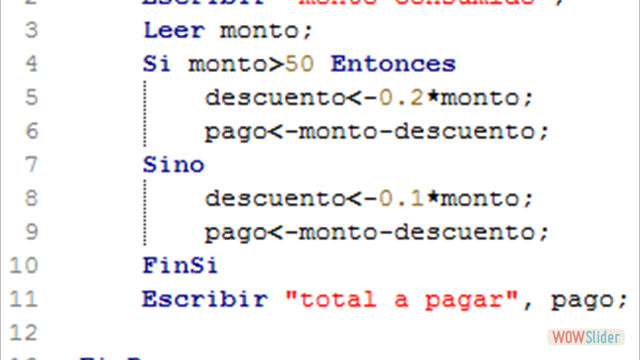 2 Escribir "monto consumido";
3 Leer monto;
4 Si monto>50 Entonces
5 descuento<-0.2*monto;
6 pago<-monto-descuento;
7 Sino
8 descuento<-0.1*monto;
9 pago<-monto-descuento;
10 FinSi
11 Escribir "total a pagar", pago;
12
WOWSlider